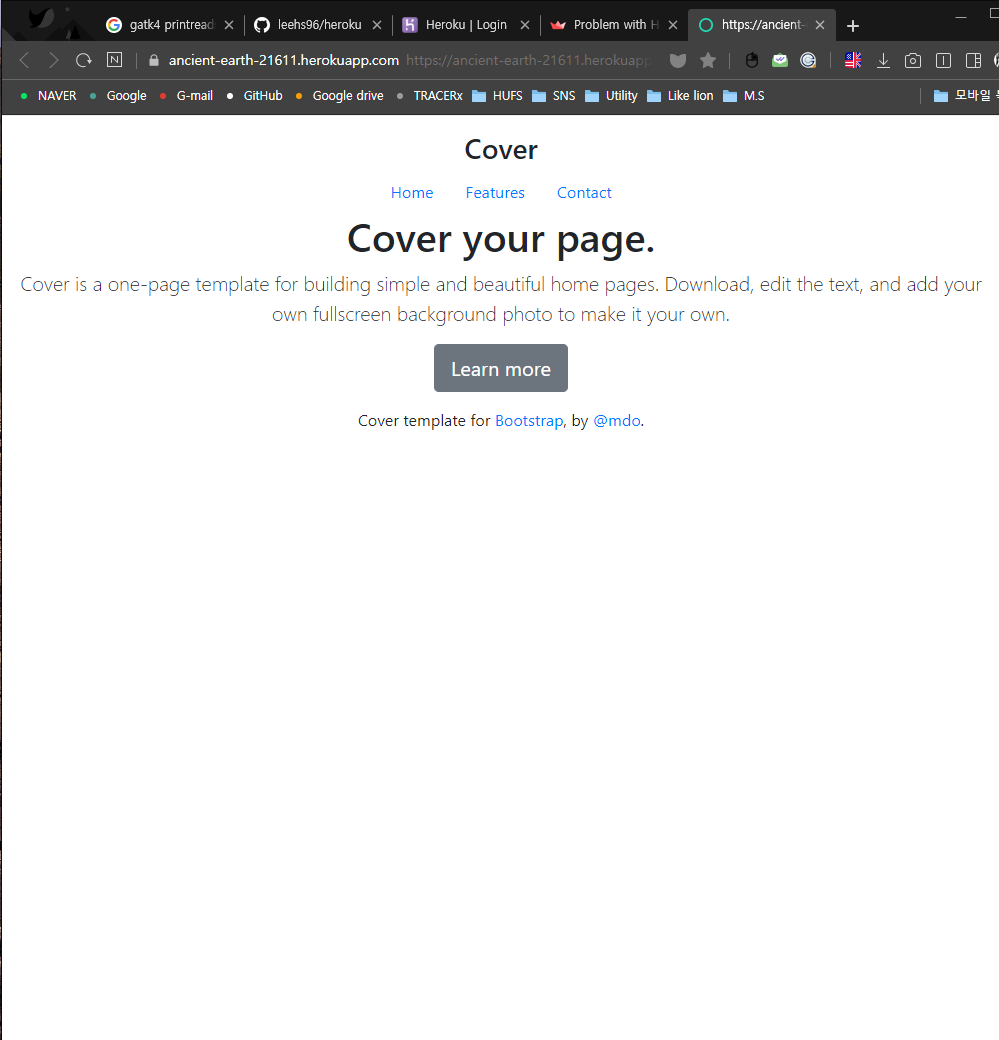 gatk4 printread
leehs96/heroku
Heroku | Login
Problem with H
https://ancient-
ancient-earth-21611.herokuapp.com https://ancient-earth-21611.herokuapp
NAVER Google G-mail GitHub Google drive TRACERx HUFS SNS Utility Like lion M.S 모바일
Cover
Home Features Contact
Cover your page.
Cover is a one-page template for building simple and beautiful home pages. Download, edit the text, and add your
own fullscreen background photo to make it your own.
Learn more
Cover template for Bootstrap, by @mdo.